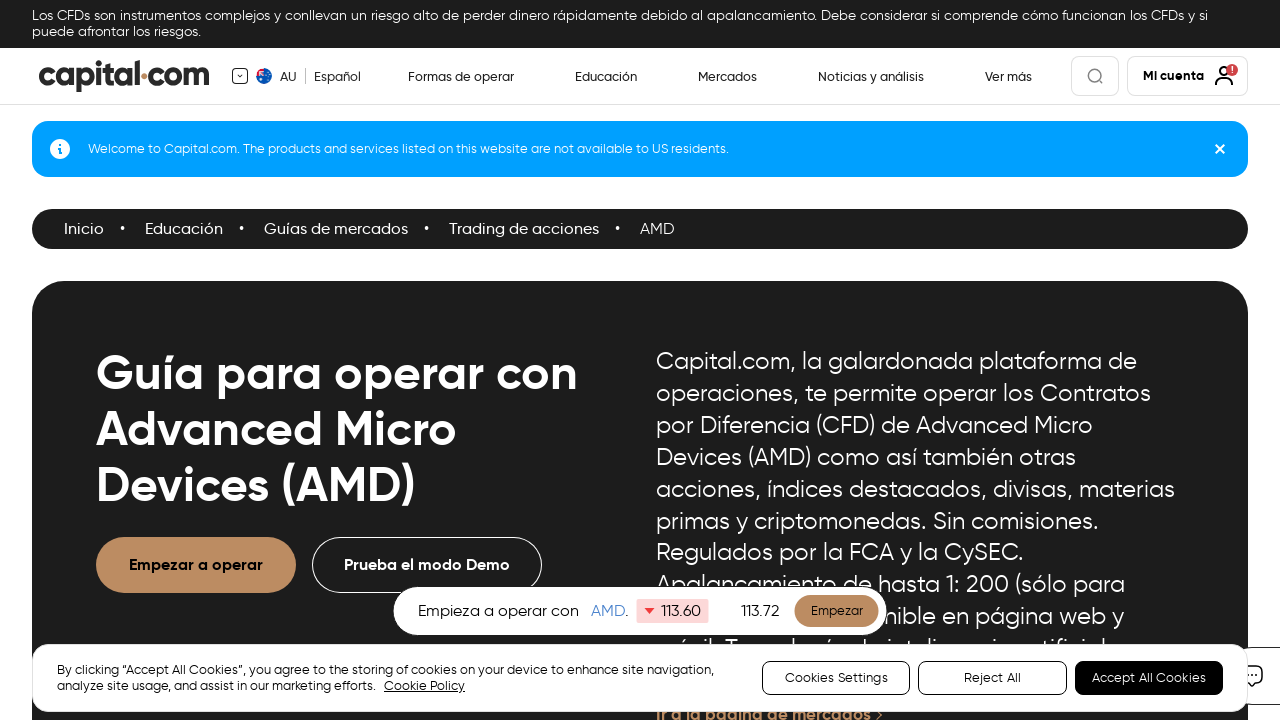 Los CFDs son instrumentos complejos y conllevan un riesgo alto de perder dinero rápidamente debido al apalancamiento. Debe considerar si comprende cómo funcionan los CFDs y si
puede afrontar los riesgos.
capital.com
AU
Español
Formas de operar
Educación
Mercados
Noticias y análisis
Ver más
Mi cuenta
Welcome to Capital.com. The products and services listed on this website are not available to US residents.
Inicio • Educación • Guías de mercados • Trading de acciones • AMD
Guía para operar con
Advanced Micro
Devices (AMD)
Empezar a operar
Prueba el modo Demo
Capital.com, la galardonada plataforma de
operaciones, te permite operar los Contratos
por Diferencia (CFD) de Advanced Micro
Devices (AMD) como así también otras
acciones, índices destacados, divisas, materias
primas y criptomonedas. Sin comisiones.
Regulados por la FCA y la CySEC.
Apalancamiento de hasta 1: 200 (sólo para
en página web y
Empieza a operar con AMD. 113.60 113.72 Empezar
By clicking “Accept All Cookies”, you agree to the storing of cookies on your device to enhance site navigation,
analyze site usage, and assist in our marketing efforts. Cookie Policy
Cookies Settings
Reject All
Accept All Cookies
Ir a la página de mercados